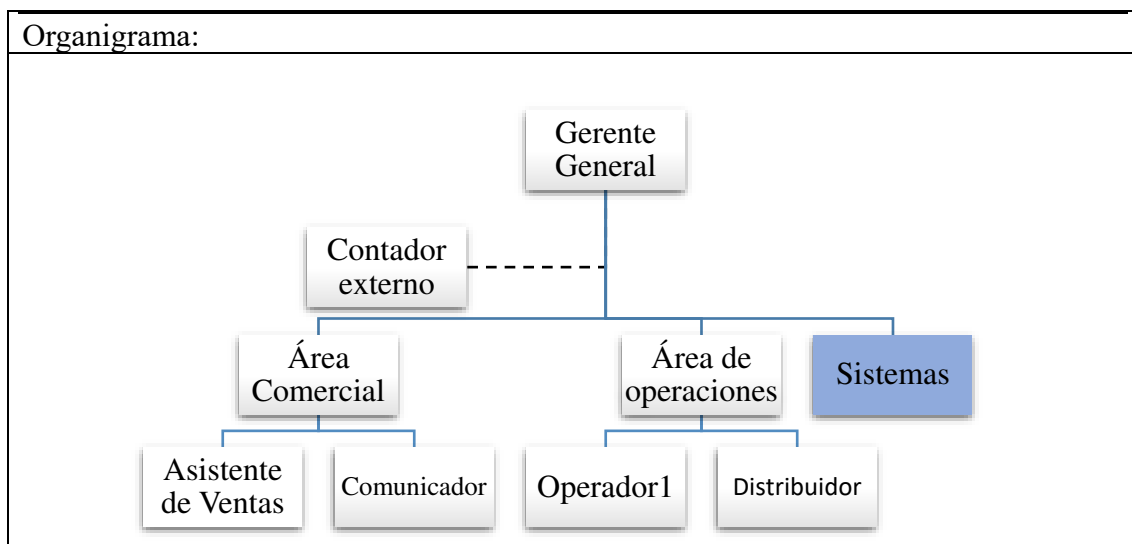 Organigrama:
Gerente
General
Contador
externo
Área
Comercial
Área de
operaciones
Sistemas
Asistente
de Ventas
Comunicador
Operador1
Distribuidor